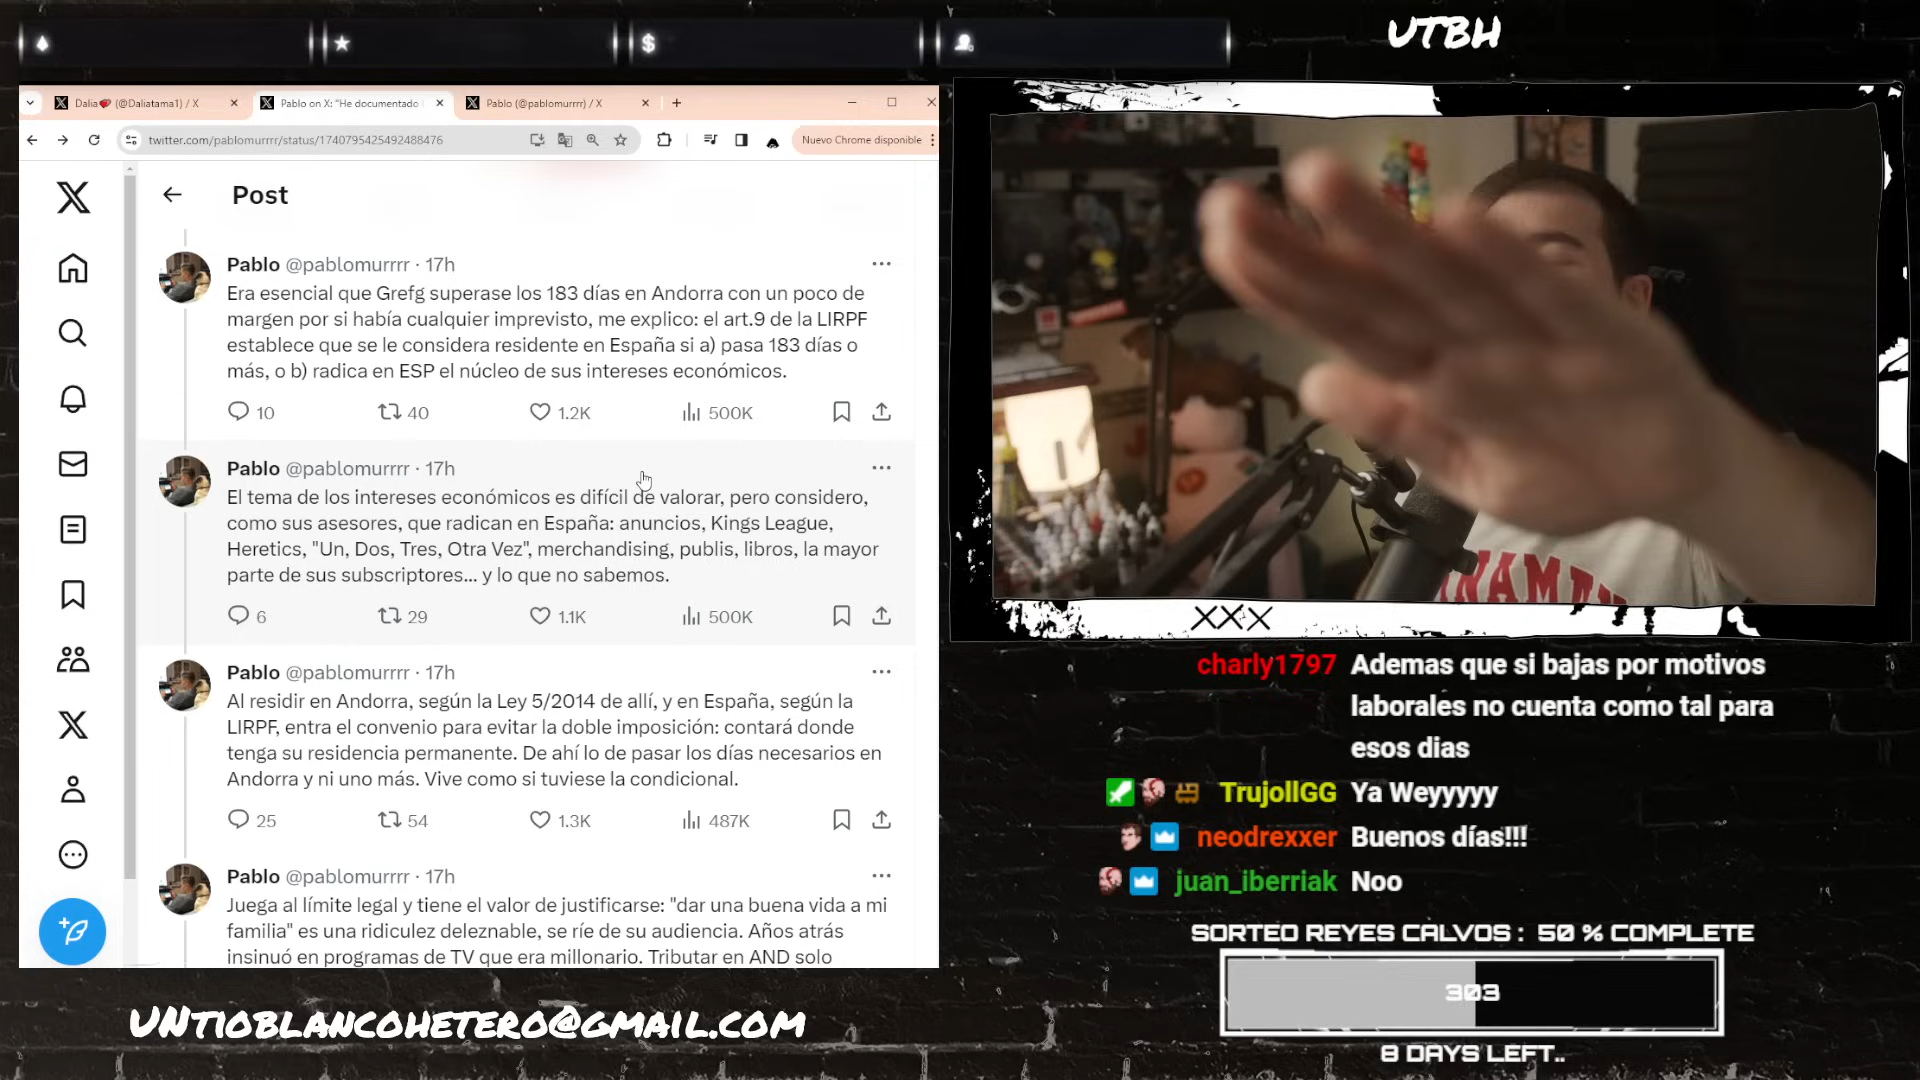 UTBH
Dalia (@Daliatama1) / X
Pablo on X: "He documentado
Pablo (@pablomurrrr) / X
twitter.com/pablomurrrr/status/1740795425492488476
Nuevo Chrome disponible
Post
Pablo @pablomurrrr · 17h
Era esencial que Grefg superase los 183 días en Andorra con un poco de
margen por si había cualquier imprevisto, me explico: el art.9 de la LIRPF
establece que se le considera residente en España si a) pasa 183 días o
más, o b) radica en ESP el núcleo de sus intereses económicos.
10 40 1.2K 500K
Pablo @pablomurrrr · 17h
El tema de los intereses económicos es difícil de valorar, pero considero,
como sus asesores, que radican en España: anuncios, Kings League,
Heretics, "Un, Dos, Tres, Otra Vez", merchandising, publis, libros, la mayor
parte de sus subscriptores... y lo que no sabemos.
6 29 1.1K 500K
Pablo @pablomurrrr · 17h
Al residir en Andorra, según la Ley 5/2014 de allí, y en España, según la
LIRPF, entra el convenio para evitar la doble imposición: contará donde
tenga su residencia permanente. De ahí lo de pasar los días necesarios en
Andorra y ni uno más. Vive como si tuviese la condicional.
25 54 1.3K 487K
Pablo @pablomurrrr · 17h
Juega al límite legal y tiene el valor de justificarse: "dar una buena vida a mi
familia" es una ridiculez deleznable, se ríe de su audiencia. Años atrás
insinuó en programas de TV que era millonario. Tributar en AND solo
XXX
charly1797 Ademas que si bajas por motivos
laborales no cuenta como tal para
esos dias
TrujollGG Ya Weyyyyy
neodrexxer Buenos días!!!
juan_iberriak Noo
SORTEO REYES CALVOS : 50 % COMPLETE
303
8 DAYS LEFT..
UNTIOBLANCOHETERO@GMAIL.COM